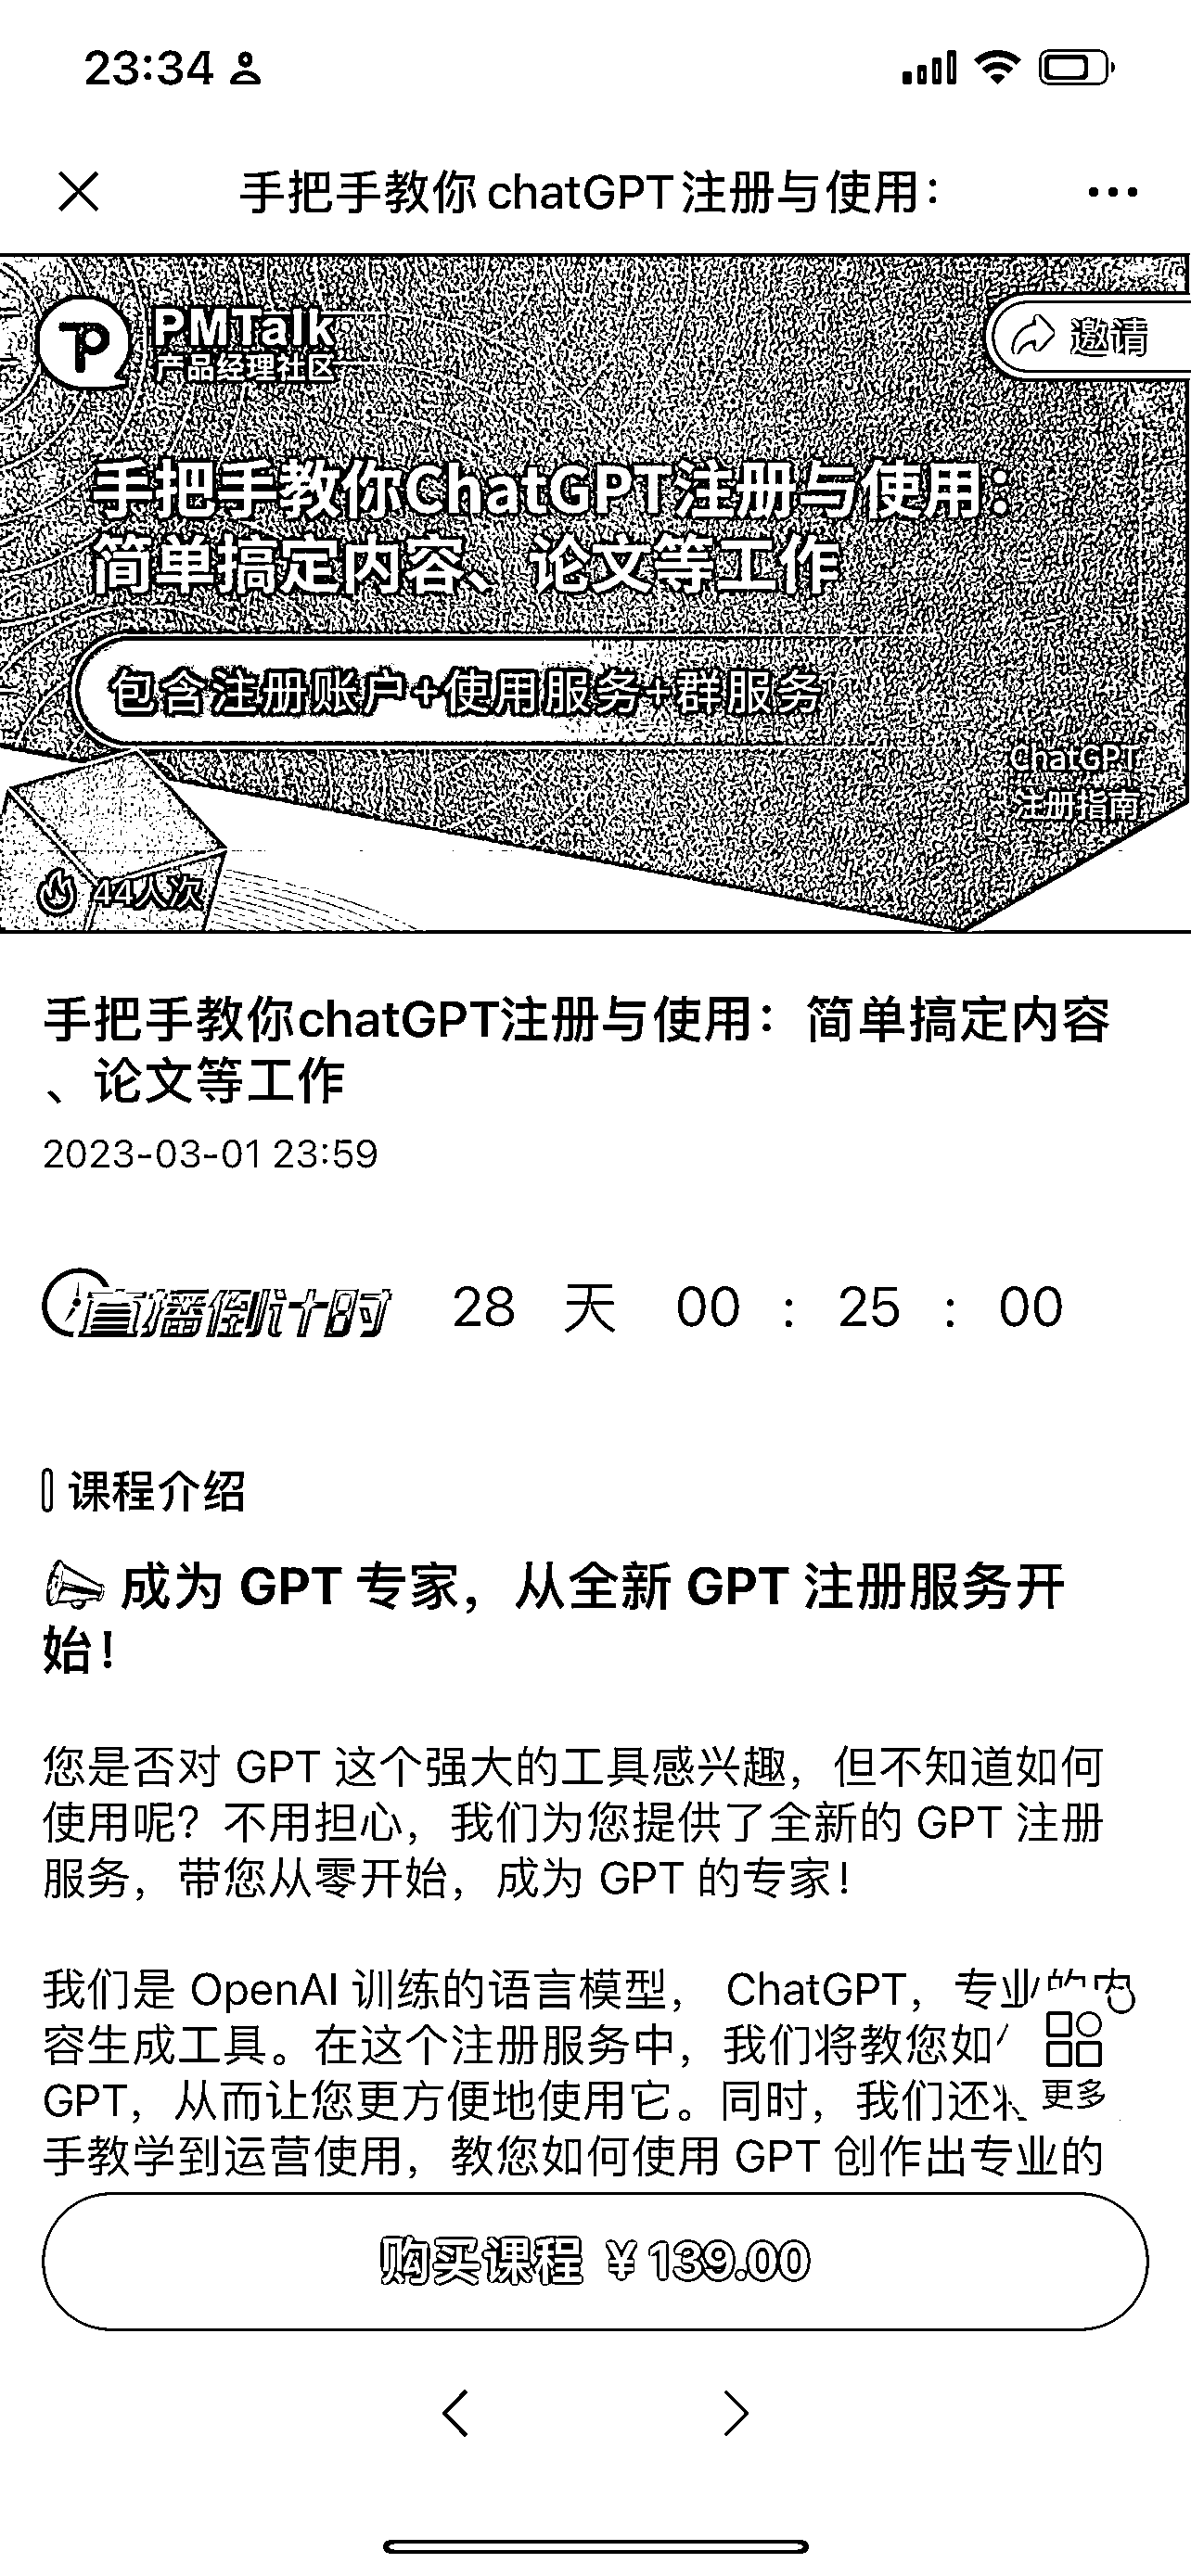 23:34
手把手教你chatGPT注册与使用：
PMTalk
产品经理社区
邀请
手把手教你ChatGPT注册与使用：
简单搞定内容、论文等工作
包含注册账户+使用服务+群服务
ChatGPT
注册指南
44人次
手把手教你chatGPT注册与使用：简单搞定内容
、论文等工作
2023-03-01 23:59
直播倒计时 28 天 00 : 25 : 00
课程介绍
成为 GPT 专家，从全新 GPT 注册服务开
始！
您是否对 GPT 这个强大的工具感兴趣，但不知道如何
使用呢？不用担心，我们为您提供了全新的 GPT 注册
服务，带您从零开始，成为 GPT 的专家！
我们是 OpenAI 训练的语言模型， ChatGPT，专业的内
容生成工具。在这个注册服务中，我们将教您如
GPT，从而让您更方便地使用它。同时，我们还将
更多
手教学到运营使用，教您如何使用 GPT 创作出专业的
购买课程 ￥139.00